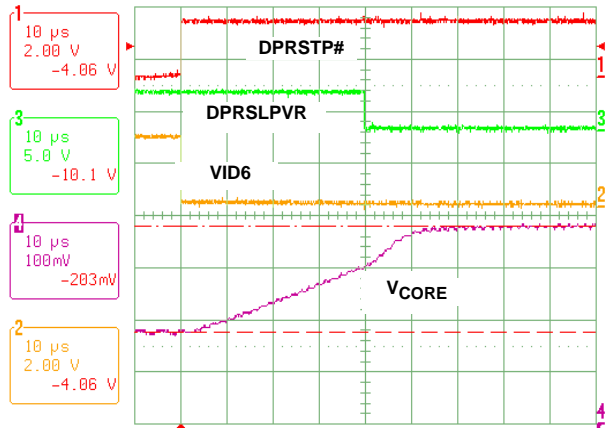 1
10 µs
2.00 V
-4.06 V
3
10 µs
5.0 V
-10.1 V
4
10 µs
100mV
-203mV
2
10 µs
2.00 V
-4.06 V
DPRSTP#
DPRSLPVR
VID6
VCORE
1
3
2
4